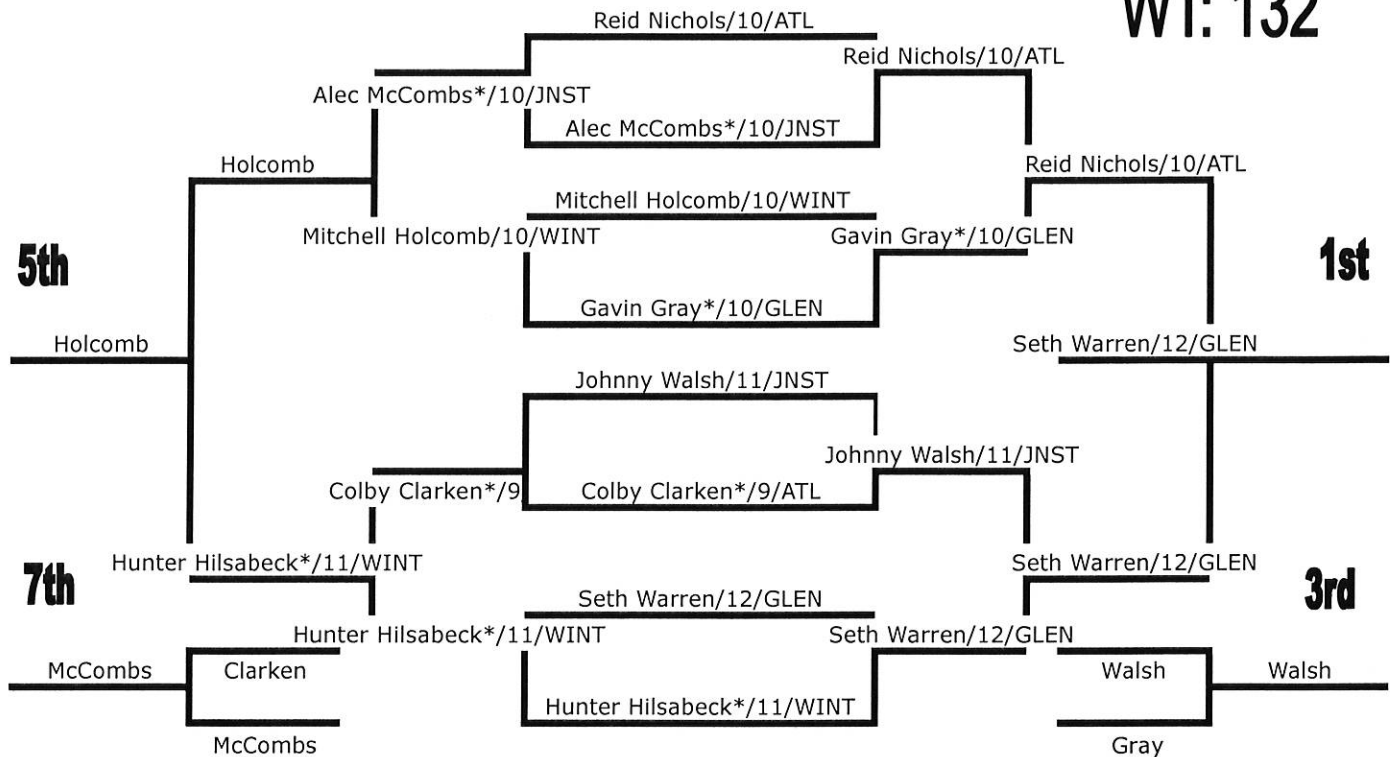 WT: 132
Reid Nichols/10/ATL
Reid Nichols/10/ATL
Alec McCombs*/10/JNST
Alec McCombs*/10/JNST
Holcomb
Reid Nichols/10/ATL
Mitchell Holcomb/10/WINT
Mitchell Holcomb/10/WINT
Gavin Gray*/10/GLEN
5th
1st
Gavin Gray*/10/GLEN
Holcomb
Seth Warren/12/GLEN
Johnny Walsh/11/JNST
Johnny Walsh/11/JNST
Colby Clarken*/9
Colby Clarken*/9/ATL
Hunter Hilsabeck*/11/WINT
Seth Warren/12/GLEN
7th
3rd
Seth Warren/12/GLEN
Hunter Hilsabeck*/11/WINT
Seth Warren/12/GLEN
McCombs
Clarken
Walsh
Walsh
Hunter Hilsabeck*/11/WINT
McCombs
Gray